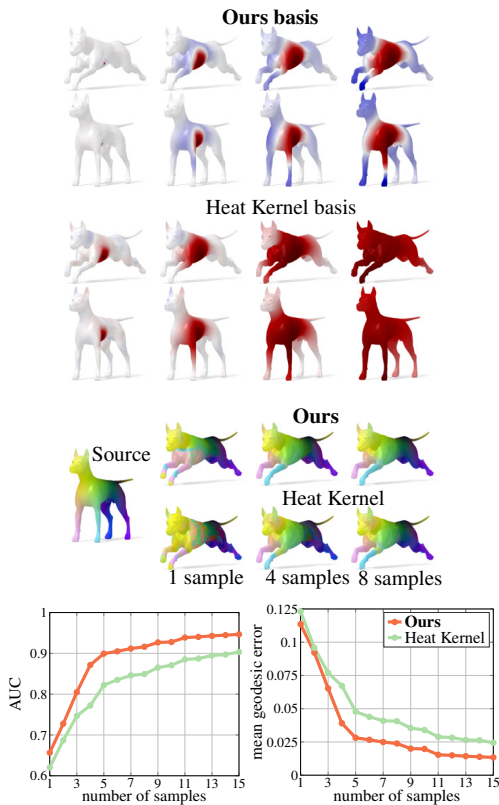 Ours basis
Heat Kernel basis
Ours
Source
Heat Kernel
1 sample 4 samples 8 samples
1
0.9
0.8
0.7
0.6
AUC
1 3 5 7 9 11 13 15
number of samples
0.125
0.1
0.075
0.05
0.025
0
mean geodesic error
Ours
Heat Kernel
1 3 5 7 9 11 13 15
number of samples